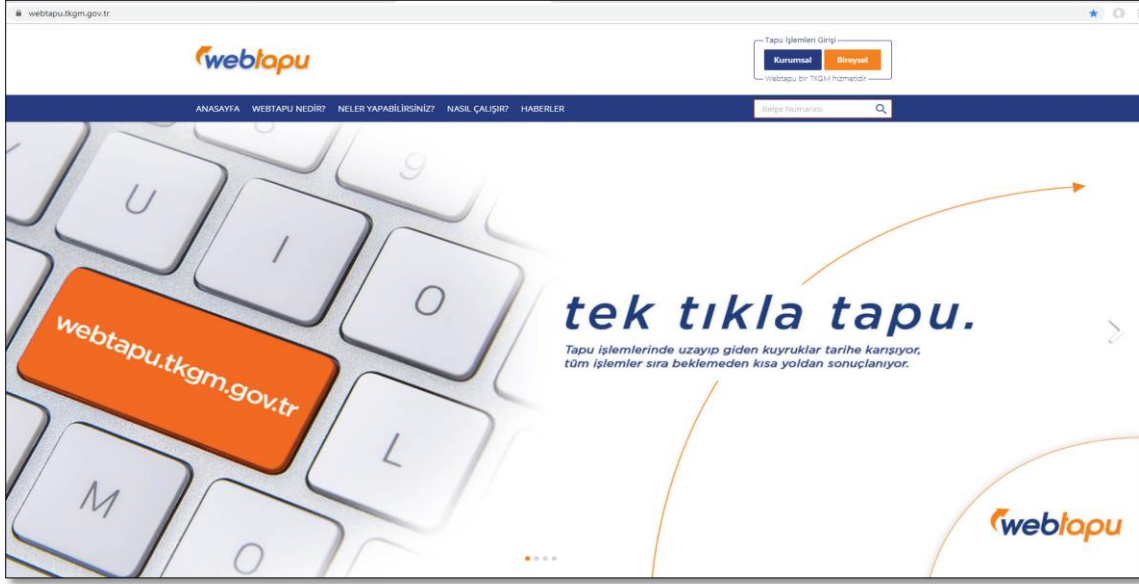 webtapu.tkgm.gov.tr
webtapu
Tapu İşlemleri Girişi
Kurumsal
Bireysel
Webtapu bir TKGM hizmetidir
ANASAYFA WEBTAPU NEDİR? NELER YAPABİLİRSİNİZ? NASIL ÇALIŞIR? HABERLER
Belge Numarası
Y
U
I
O
9
webtapu.tkgm.gov.tr
M
L
tek tıkla tapu.
Tapu işlemlerinde uzayıp giden kuyruklar tarihe karışıyor,
tüm işlemler sıra beklemeden kısa yoldan sonuçlanıyor.
webtapu